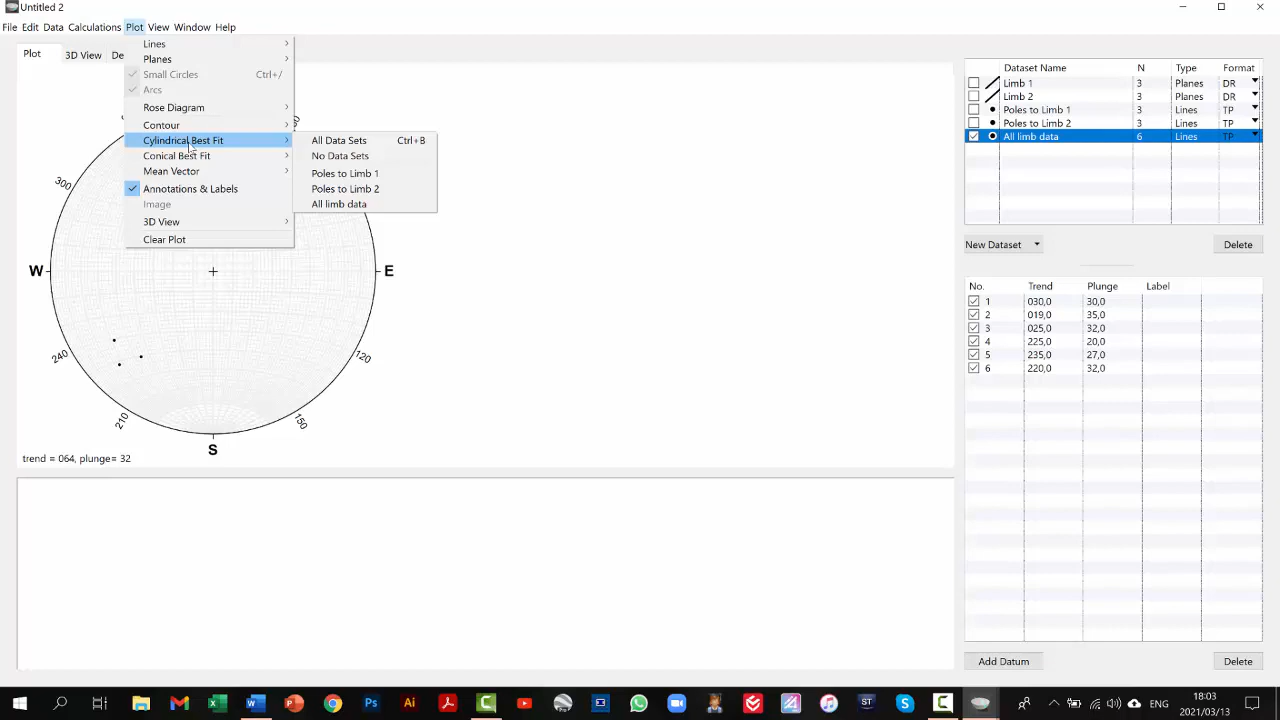 Untitled 2
File Edit Data Calculations Plot View Window Help
Plot 3D View De
Lines
Planes
Small Circles Ctrl+/
Arcs
Rose Diagram
Contour
Cylindrical Best Fit
Conical Best Fit
Mean Vector
Annotations & Labels
Image
3D View
Clear Plot
All Data Sets Ctrl+B
No Data Sets
Poles to Limb 1
Poles to Limb 2
All limb data
300
W
E
240
120
210
150
S
trend = 064, plunge= 32
Dataset Name N Type Format
Limb 1 3 Planes DR
Limb 2 3 Planes DR
Poles to Limb 1 3 Lines TP
Poles to Limb 2 3 Lines TP
All limb data 6 Lines TP
New Dataset Delete
No. Trend Plunge Label
1 030,0 30,0
2 019,0 35,0
3 025,0 32,0
4 225,0 20,0
5 235,0 27,0
6 220,0 32,0
Add Datum Delete
ST
ENG
18:03
2021/03/13